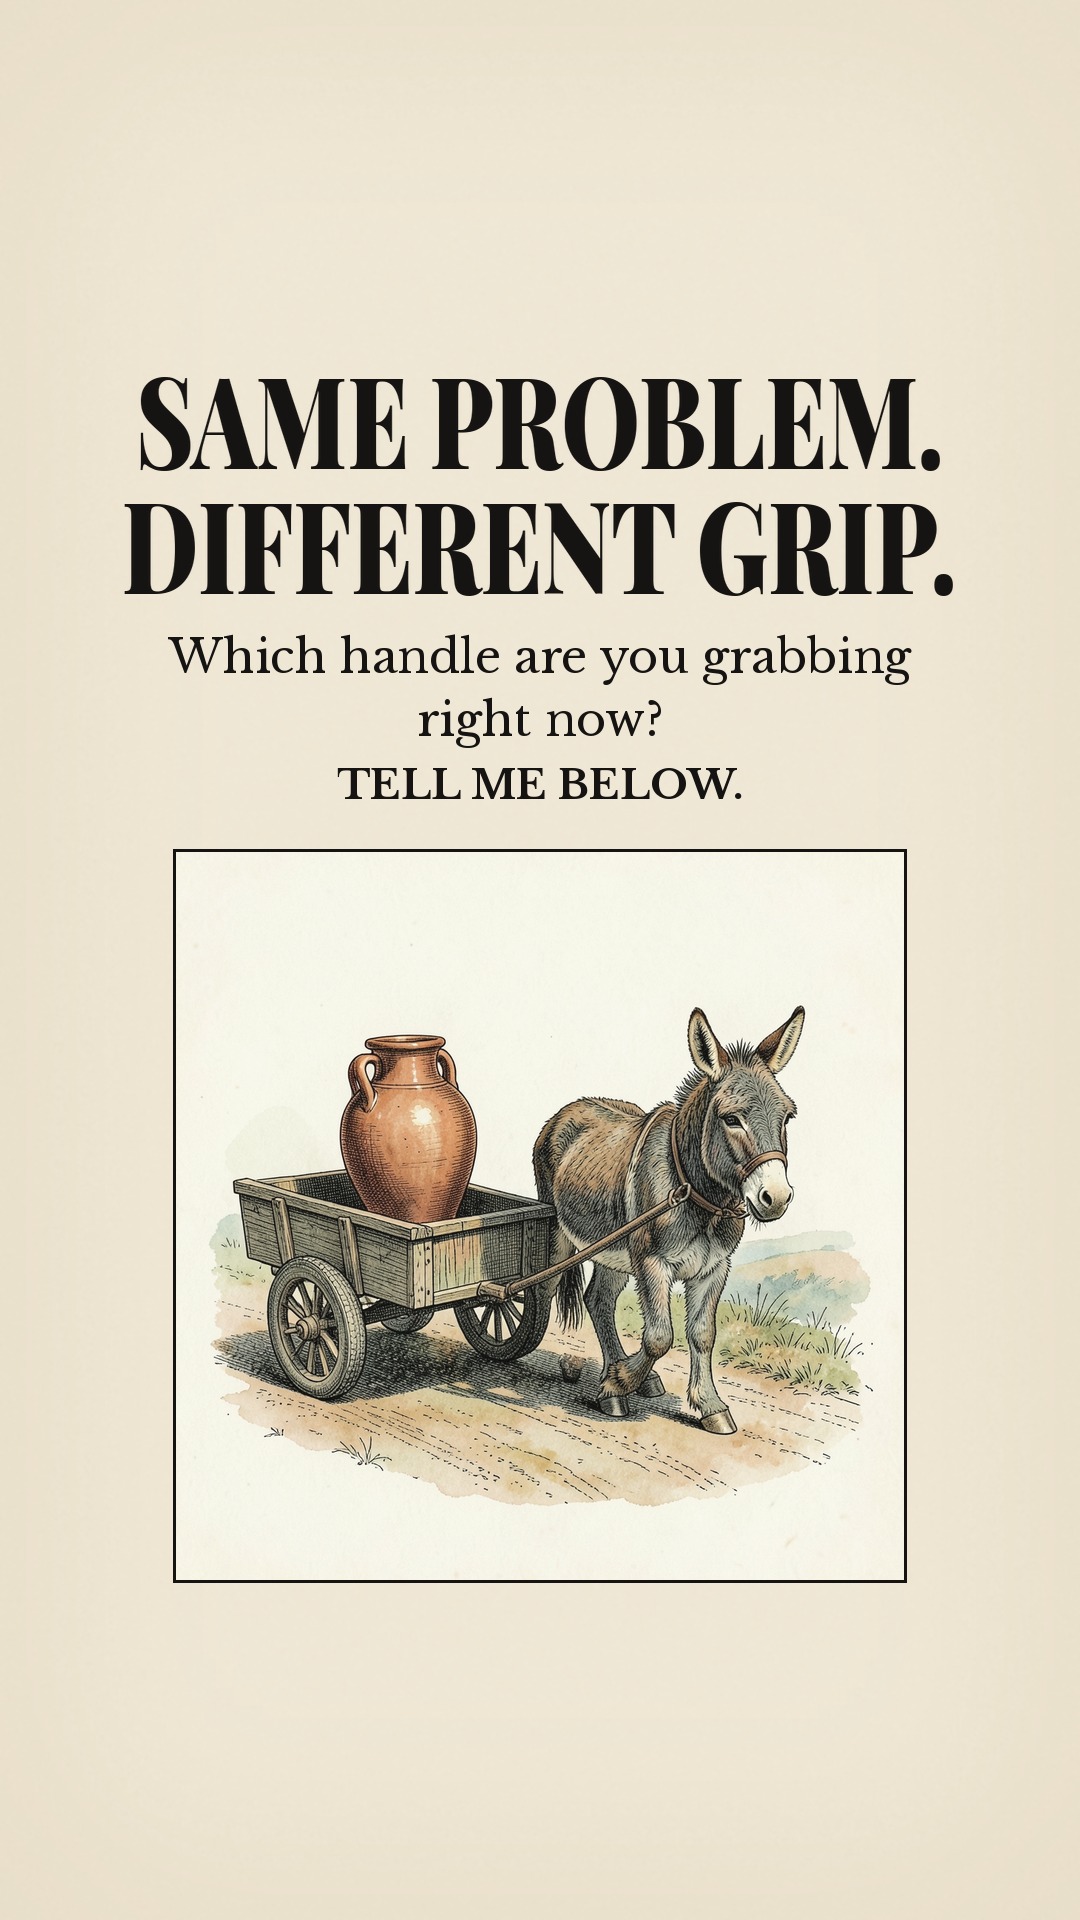 SAME PROBLEM.
DIFFERENT GRIP.
Which handle are you grabbing
right now?
TELL ME BELOW.